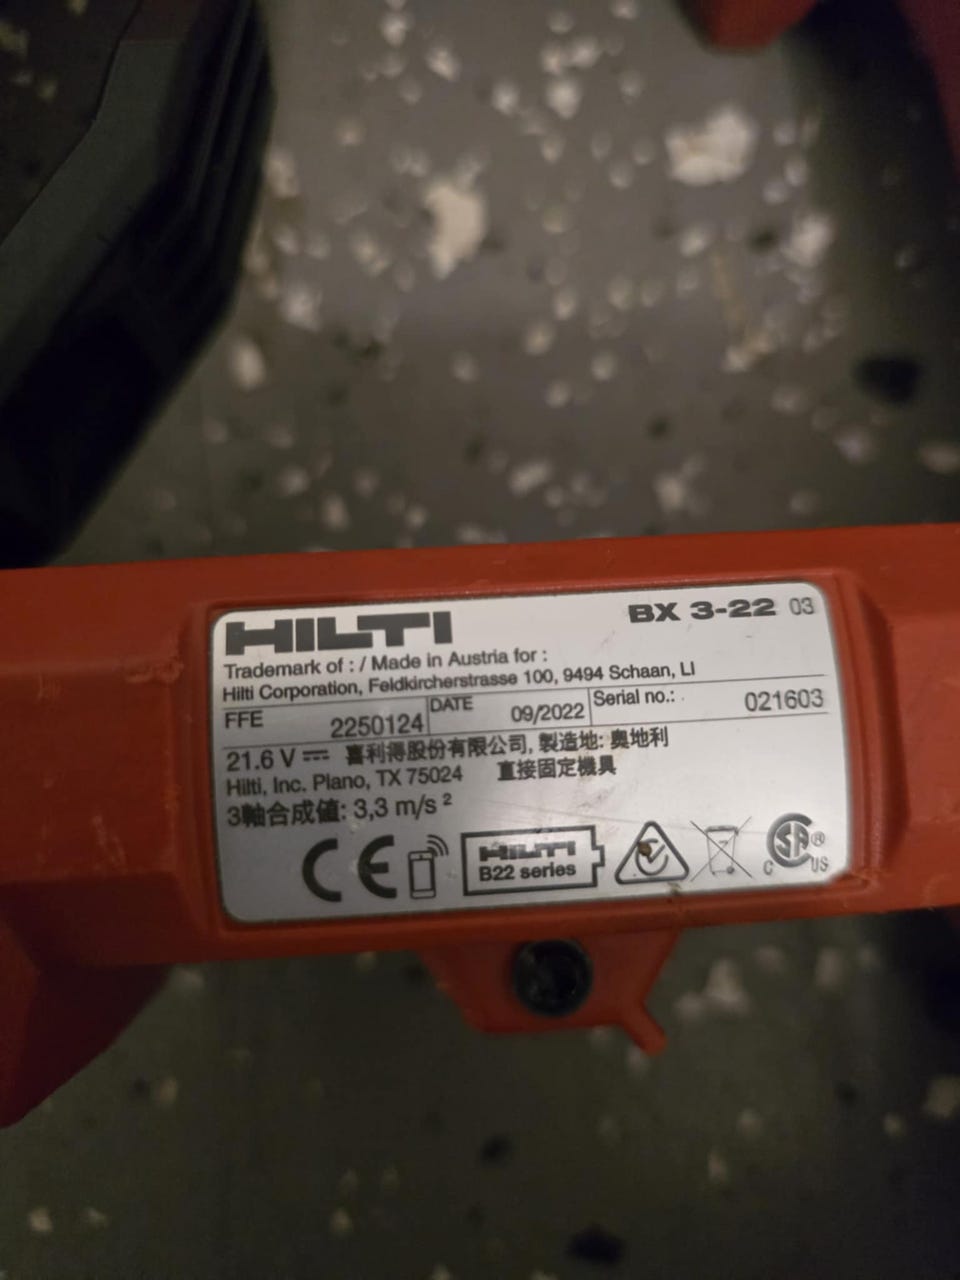 HILTI BX 3-22 03
Trademark of : / Made in Austria for :
Hilti Corporation, Feldkircherstrasse 100, 9494 Schaan, LI
FFE 2250124 DATE 09/2022 Serial no.: 021603
21.6 V ⎓ 喜利得股份有限公司, 製造地: 奧地利
Hilti, Inc. Plano, TX 75024 直接固定機具
3軸合成値: 3,3 m/s ²
CE HILTI C SA ® US
B22 series